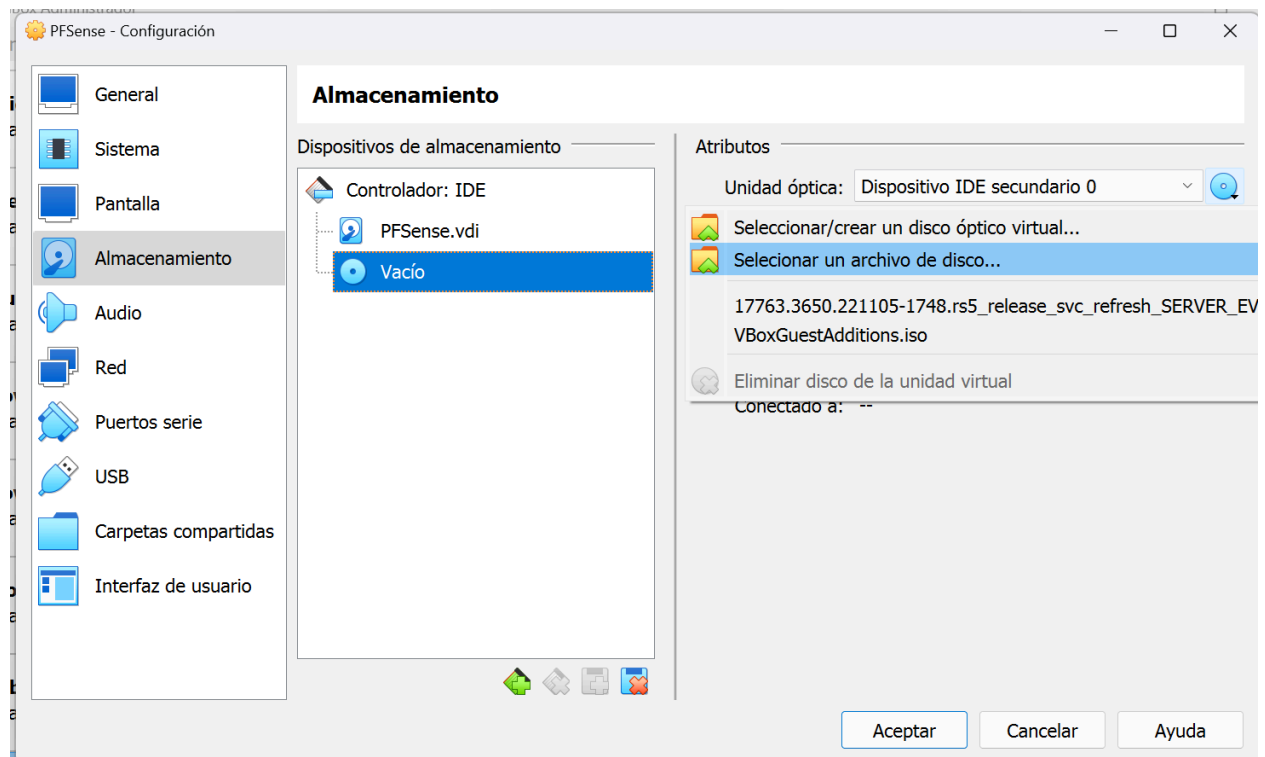 PFSense - Configuración
General
Sistema
Pantalla
Almacenamiento
Audio
Red
Puertos serie
USB
Carpetas compartidas
Interfaz de usuario
Almacenamiento
Dispositivos de almacenamiento
Controlador: IDE
PFSense.vdi
Vacío
Atributos
Unidad óptica: Dispositivo IDE secundario 0
Seleccionar/crear un disco óptico virtual...
Selecionar un archivo de disco...
17763.3650.221105-1748.rs5_release_svc_refresh_SERVER_EV
VBoxGuestAdditions.iso
Eliminar disco de la unidad virtual
Conectado a: --
Aceptar Cancelar Ayuda